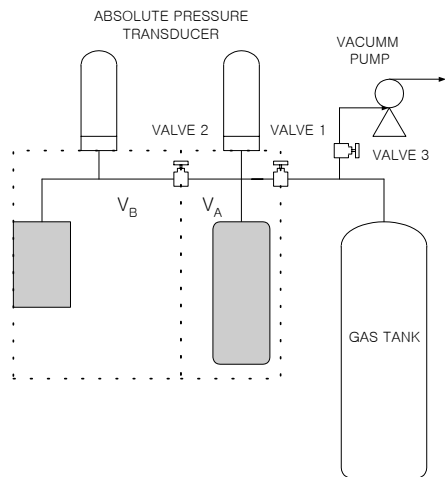 ABSOLUTE PRESSURE
TRANSDUCER
VACUMM
PUMP
VALVE 2
VALVE 1
VALVE 3
V_B
V_A
GAS TANK